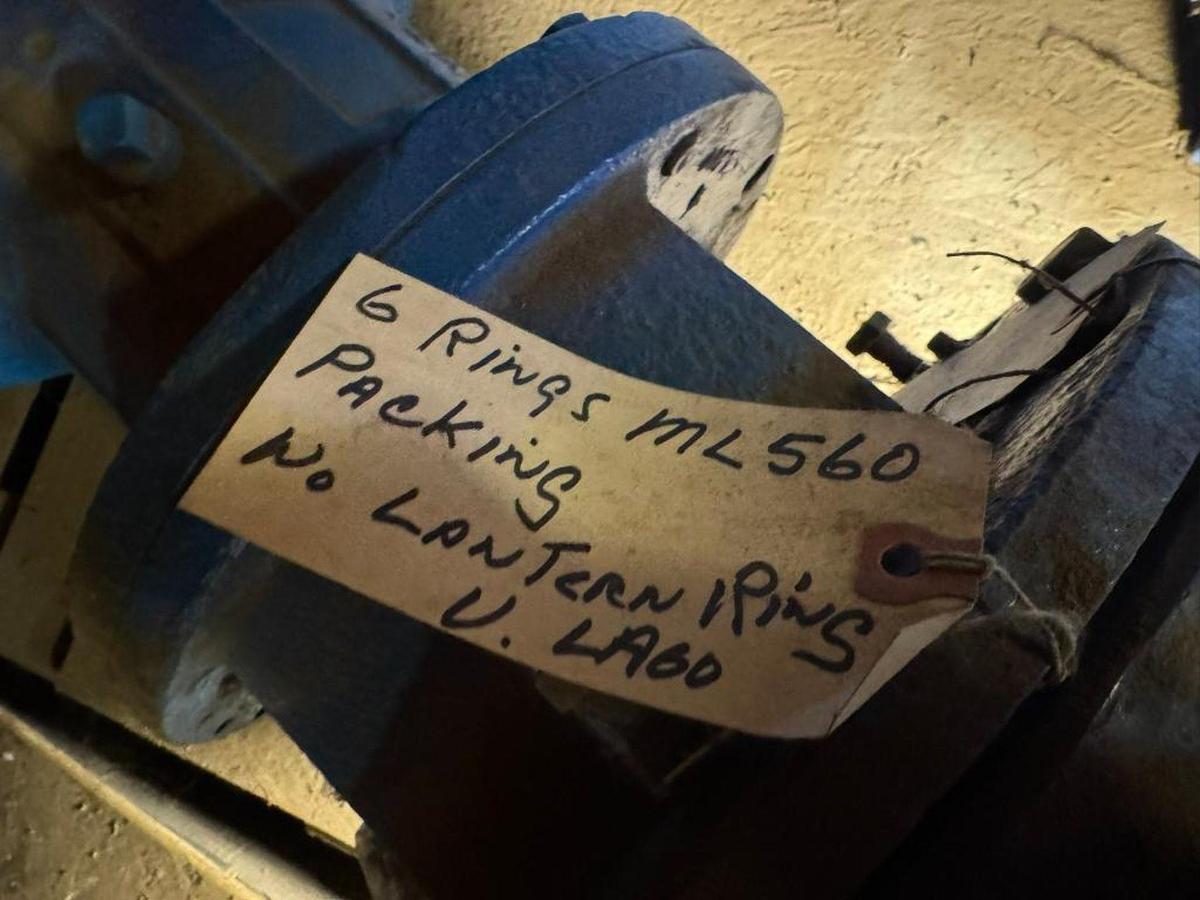 6 Rings ML560
PACKING
No LANTERN RING
V. LAGO